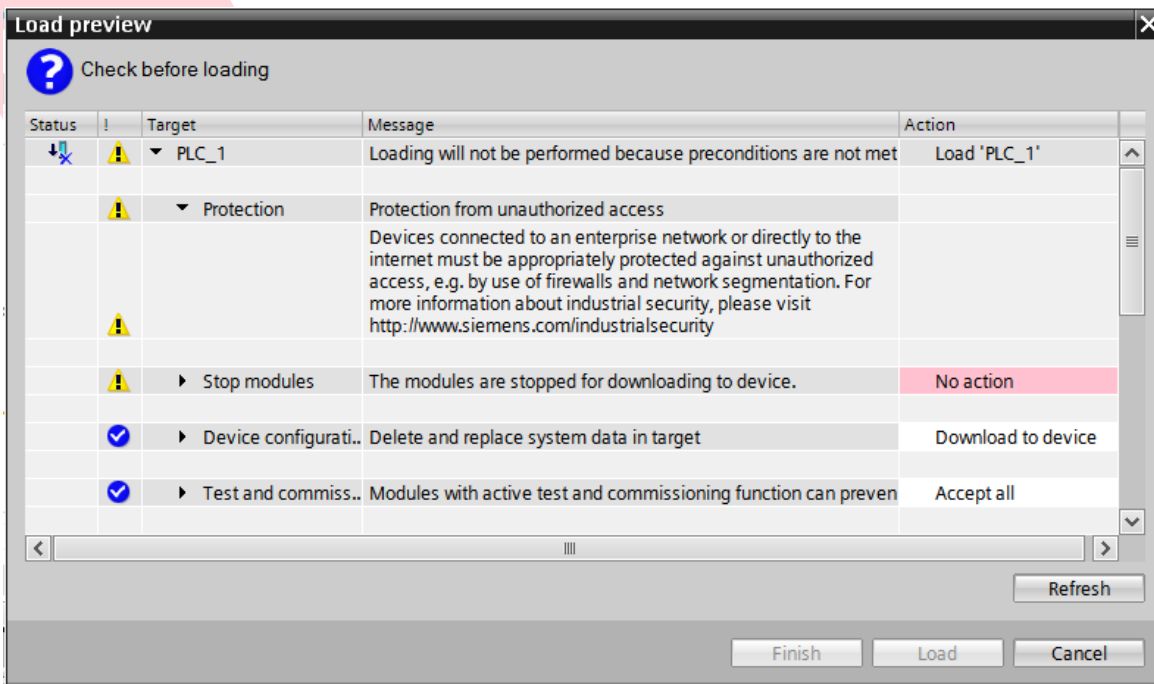 Load preview
Check before loading
Status ! Target Message Action
PLC_1 Loading will not be performed because preconditions are not met Load 'PLC_1'
Protection Protection from unauthorized access
Devices connected to an enterprise network or directly to the
internet must be appropriately protected against unauthorized
access, e.g. by use of firewalls and network segmentation. For
more information about industrial security, please visit
http://www.siemens.com/industrialsecurity
Stop modules The modules are stopped for downloading to device. No action
Device configurati.. Delete and replace system data in target Download to device
Test and commiss.. Modules with active test and commissioning function can preven Accept all
Refresh
Finish Load Cancel